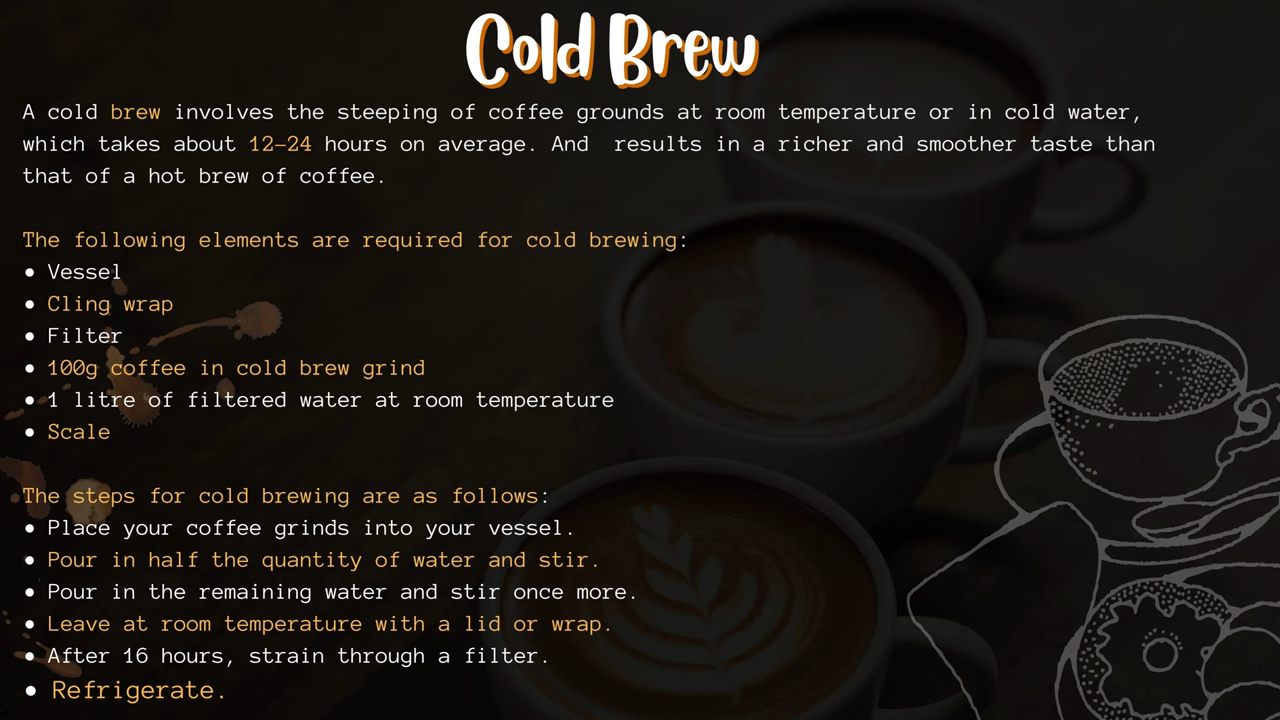 Cold Brew
A cold brew involves the steeping of coffee grounds at room temperature or in cold water,
which takes about 12-24 hours on average. And  results in a richer and smoother taste than
that of a hot brew of coffee.
The following elements are required for cold brewing:
• Vessel
• Cling wrap
• Filter
• 100g coffee in cold brew grind
• 1 litre of filtered water at room temperature
• Scale
The steps for cold brewing are as follows:
• Place your coffee grinds into your vessel.
• Pour in half the quantity of water and stir.
• Pour in the remaining water and stir once more.
• Leave at room temperature with a lid or wrap.
• After 16 hours, strain through a filter.
• Refrigerate.